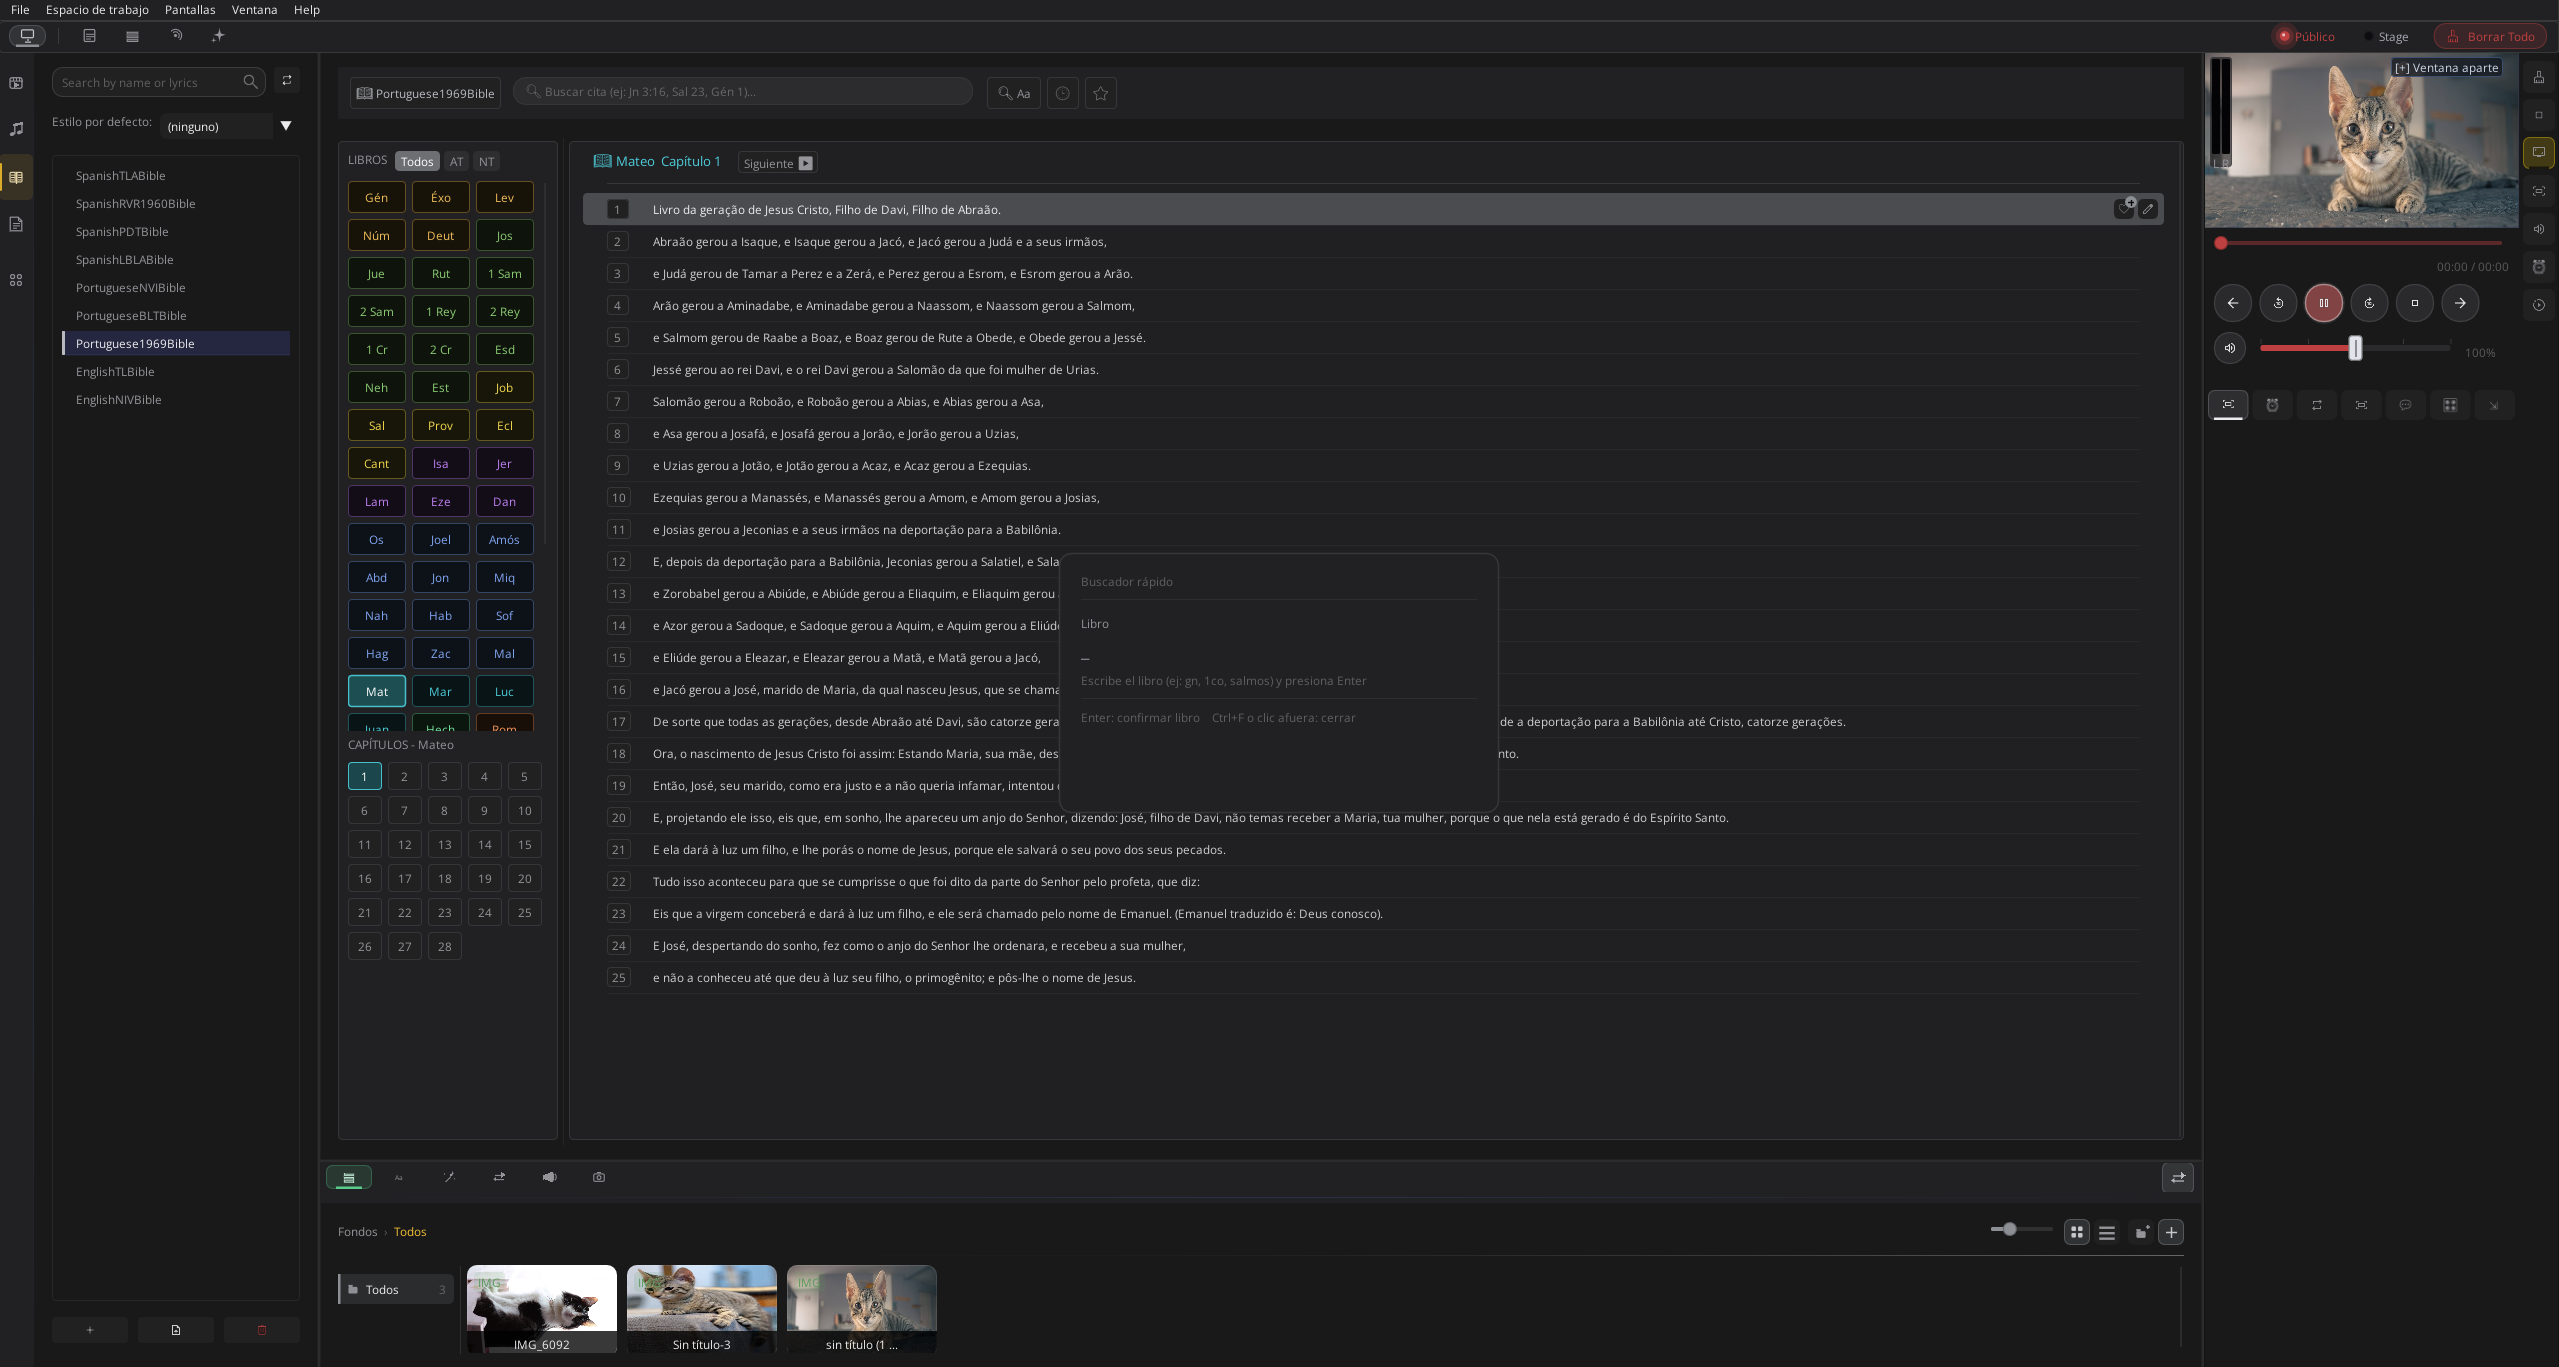 File Espacio de trabajo Pantallas Ventana Help
Público Stage Borrar Todo
Search by name or lyrics
Estilo por defecto: (ninguno)
SpanishTLABible
SpanishRVR1960Bible
SpanishPDTBible
SpanishLBLABible
PortugueseNVIBible
PortugueseBLTBible
Portuguese1969Bible
EnglishTLBible
EnglishNIVBible
Portuguese1969Bible Buscar cita (ej: Jn 3:16, Sal 23, Gén 1)... Aa
LIBROS Todos AT NT
Gén Éxo Lev
Núm Deut Jos
Jue Rut 1 Sam
2 Sam 1 Rey 2 Rey
1 Cr 2 Cr Esd
Neh Est Job
Sal Prov Ecl
Cant Isa Jer
Lam Eze Dan
Os Joel Amós
Abd Jon Miq
Nah Hab Sof
Hag Zac Mal
Mat Mar Luc
Juan Hech Rom
CAPÍTULOS - Mateo
1 2 3 4 5
6 7 8 9 10
11 12 13 14 15
16 17 18 19 20
21 22 23 24 25
26 27 28
Mateo Capítulo 1 Siguiente
1 Livro da geração de Jesus Cristo, Filho de Davi, Filho de Abraão.
2 Abraão gerou a Isaque, e Isaque gerou a Jacó, e Jacó gerou a Judá e a seus irmãos,
3 e Judá gerou de Tamar a Perez e a Zerá, e Perez gerou a Esrom, e Esrom gerou a Arão.
4 Arão gerou a Aminadabe, e Aminadabe gerou a Naassom, e Naassom gerou a Salmom,
5 e Salmom gerou de Raabe a Boaz, e Boaz gerou de Rute a Obede, e Obede gerou a Jessé.
6 Jessé gerou ao rei Davi, e o rei Davi gerou a Salomão da que foi mulher de Urias.
7 Salomão gerou a Roboão, e Roboão gerou a Abias, e Abias gerou a Asa,
8 e Asa gerou a Josafá, e Josafá gerou a Jorão, e Jorão gerou a Uzias,
9 e Uzias gerou a Jotão, e Jotão gerou a Acaz, e Acaz gerou a Ezequias.
10 Ezequias gerou a Manassés, e Manassés gerou a Amom, e Amom gerou a Josias,
11 e Josias gerou a Jeconias e a seus irmãos na deportação para a Babilônia.
12 E, depois da deportação para a Babilônia, Jeconias gerou a Salatiel, e Sala
13 e Zorobabel gerou a Abiúde, e Abiúde gerou a Eliaquim, e Eliaquim gerou
14 e Azor gerou a Sadoque, e Sadoque gerou a Aquim, e Aquim gerou a Eliúde
15 e Eliúde gerou a Eleazar, e Eleazar gerou a Matã, e Matã gerou a Jacó,
16 e Jacó gerou a José, marido de Maria, da qual nasceu Jesus, que se chama
17 De sorte que todas as gerações, desde Abraão até Davi, são catorze gera de a deportação para a Babilônia até Cristo, catorze gerações.
18 Ora, o nascimento de Jesus Cristo foi assim: Estando Maria, sua mãe, des nto.
19 Então, José, seu marido, como era justo e a não queria infamar, intentou
20 E, projetando ele isso, eis que, em sonho, lhe apareceu um anjo do Senhor, dizendo: José, filho de Davi, não temas receber a Maria, tua mulher, porque o que nela está gerado é do Espírito Santo.
21 E ela dará à luz um filho, e lhe porás o nome de Jesus, porque ele salvará o seu povo dos seus pecados.
22 Tudo isso aconteceu para que se cumprisse o que foi dito da parte do Senhor pelo profeta, que diz:
23 Eis que a virgem conceberá e dará à luz um filho, e ele será chamado pelo nome de Emanuel. (Emanuel traduzido é: Deus conosco).
24 E José, despertando do sonho, fez como o anjo do Senhor lhe ordenara, e recebeu a sua mulher,
25 e não a conheceu até que deu à luz seu filho, o primogênito; e pôs-lhe o nome de Jesus.
Buscador rápido
Libro
_
Escribe el libro (ej: gn, 1co, salmos) y presiona Enter
Enter: confirmar libro Ctrl+F o clic afuera: cerrar
[+] Ventana aparte
L R
00:00 / 00:00
100%
Aa
Fondos › Todos
Todos 3
IMG IMG IMG
IMG_6092 Sin título-3 sin título (1 ...